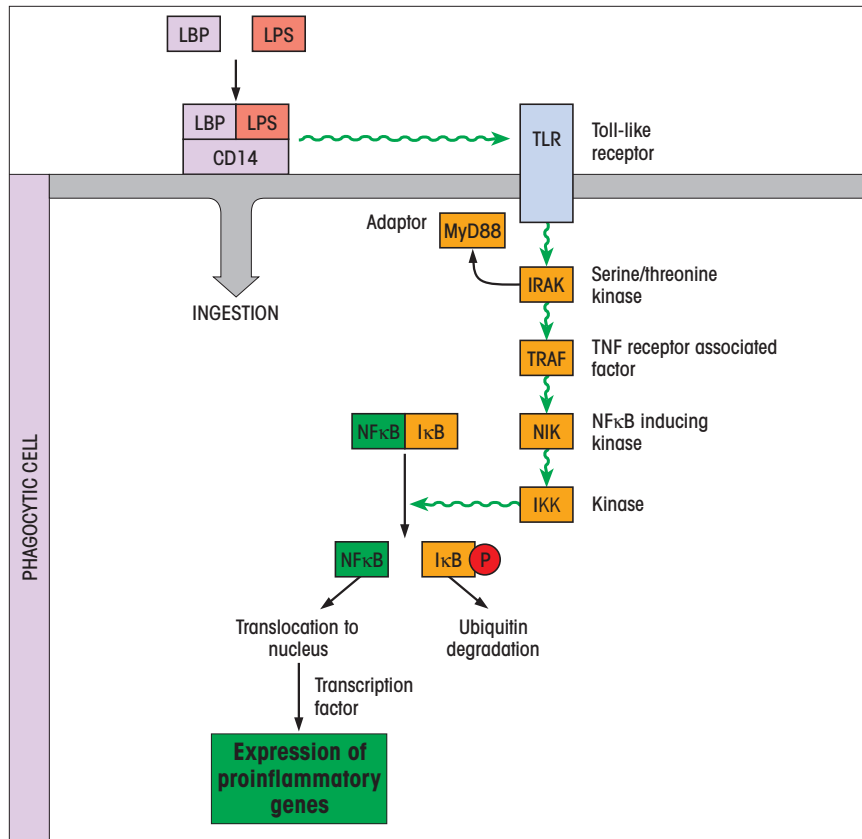 LBP
LPS
LBP
LPS
CD14
TLR
Toll-like
receptor
Adaptor
MyD88
IRAK
Serine/threonine
kinase
INGESTION
TRAF
TNF receptor associated
factor
NFκB
IκB
NIK
NFκB inducing
kinase
IKK
Kinase
PHAGOCYTIC CELL
NFκB
IκB
P
Translocation to
nucleus
Ubiquitin
degradation
Transcription
factor
Expression of
proinflammatory
genes